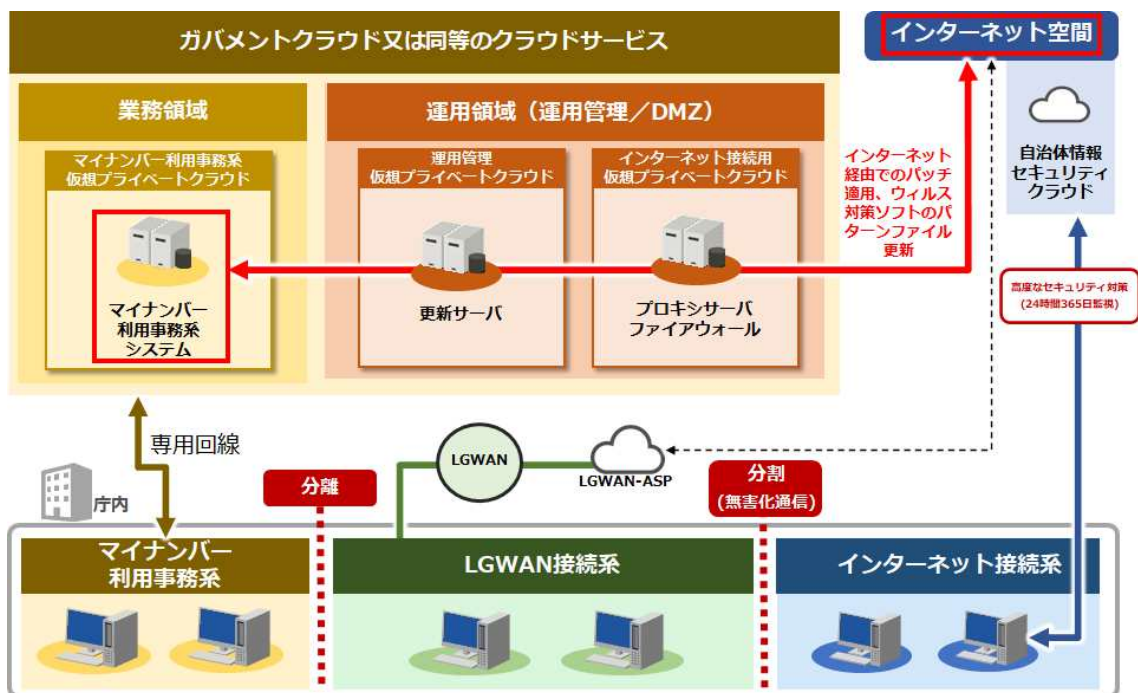 ガバメントクラウド又は同等のクラウドサービス
インターネット空間
業務領域
運用領域（運用管理／DMZ）
マイナンバー利用事務系
仮想プライベートクラウド
運用管理
仮想プライベートクラウド
インターネット接続用
仮想プライベートクラウド
インターネット
経由でのパッチ
適用、ウィルス
対策ソフトのパ
ターンファイル
更新
自治体情報
セキュリティ
クラウド
マイナンバー
利用事務系
システム
更新サーバ
プロキシサーバ
ファイアウォール
高度なセキュリティ対策
(24時間365日監視)
専用回線
LGWAN
LGWAN-ASP
庁内
分離
分割
(無害化通信)
マイナンバー
利用事務系
LGWAN接続系
インターネット接続系